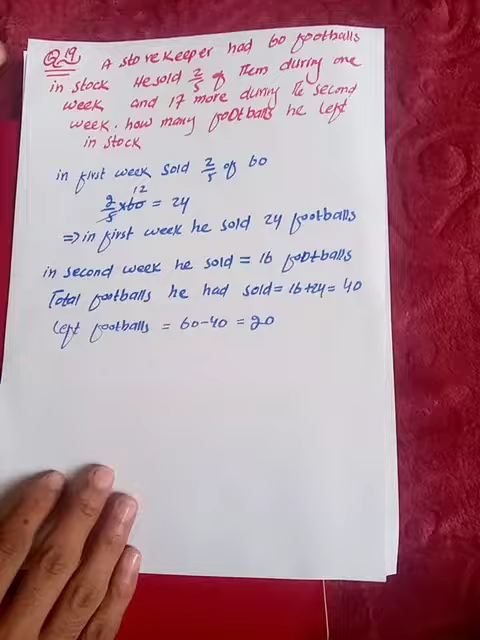 Q19 A storekeeper had 60 footballs
in stock He sold 2/5 of them during one
week and 17 more during the second
week. how many footballs he left
in stock
in first week sold 2/5 of 60
2/5 × 60 12 = 24
⇒ in first week he sold 24 footballs
in second week he sold = 16 footballs
Total footballs he had sold = 16+24 = 40
left footballs = 60-40 = 20